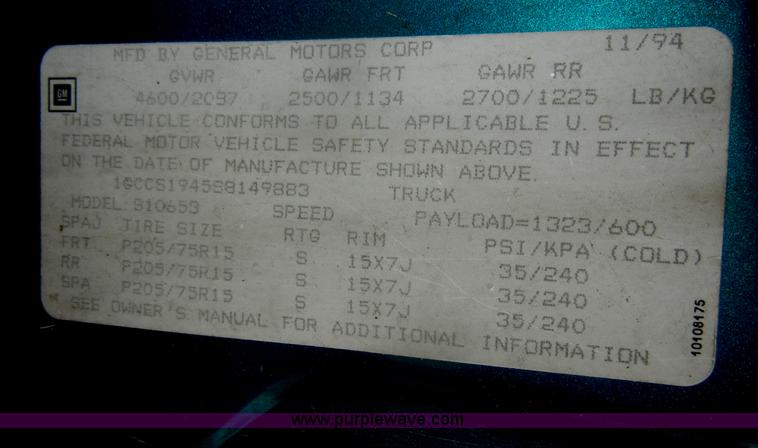 MFD BY GENERAL MOTORS CORP 11/94
GVWR GAWR FRT GAWR RR
GM 4600/2087 2500/1134 2700/1225 LB/KG
THIS VEHICLE CONFORMS TO ALL APPLICABLE U.S.
FEDERAL MOTOR VEHICLE SAFETY STANDARDS IN EFFECT
ON THE DATE OF MANUFACTURE SHOWN ABOVE.
1GCCS1945S8149883 TRUCK
MODEL: S10653 SPEED PAYLOAD=1323/600
SPAJ TIRE SIZE RTG RIM PSI/KPA (COLD)
FRT P205/75R15 S 15X7J 35/240
RR P205/75R15 S 15X7J 35/240
SPA P205/75R15 S 15X7J 35/240
SEE OWNER'S MANUAL FOR ADDITIONAL INFORMATION
10108175
www.purplewave.com